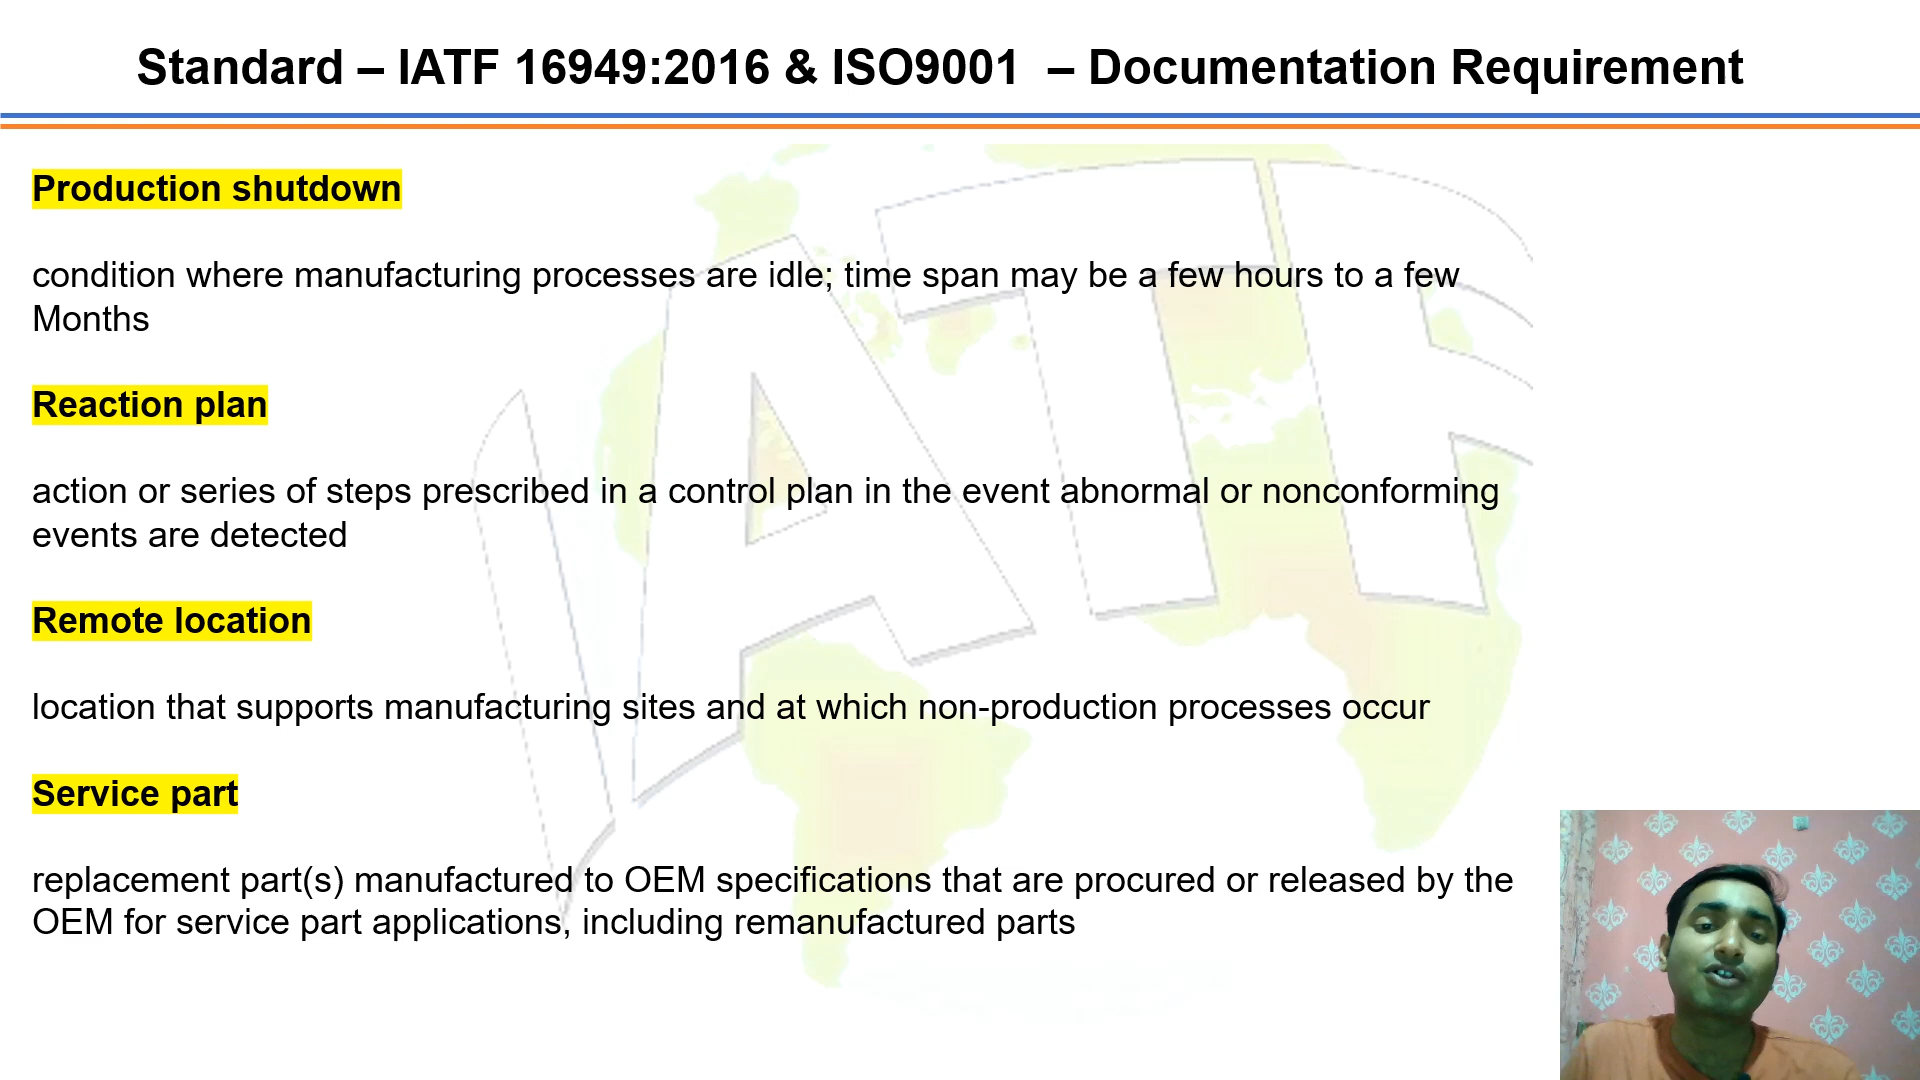 Standard – IATF 16949:2016 & ISO9001 – Documentation Requirement
Production shutdown
condition where manufacturing processes are idle; time span may be a few hours to a few
Months
Reaction plan
action or series of steps prescribed in a control plan in the event abnormal or nonconforming
events are detected
Remote location
location that supports manufacturing sites and at which non-production processes occur
Service part
replacement part(s) manufactured to OEM specifications that are procured or released by the
OEM for service part applications, including remanufactured parts
IATF